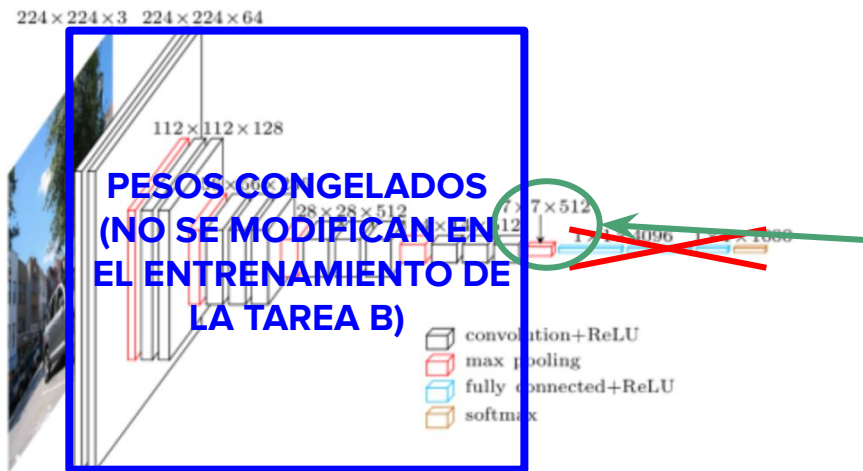 224×224×3 224×224×64
112×112×128
PESOS CONGELADOS
(NO SE MODIFICAN EN
EL ENTRENAMIENTO DE
LA TAREA B)
28×28×512
7×7×512
convolution+ReLU
max pooling
fully connected+ReLU
softmax